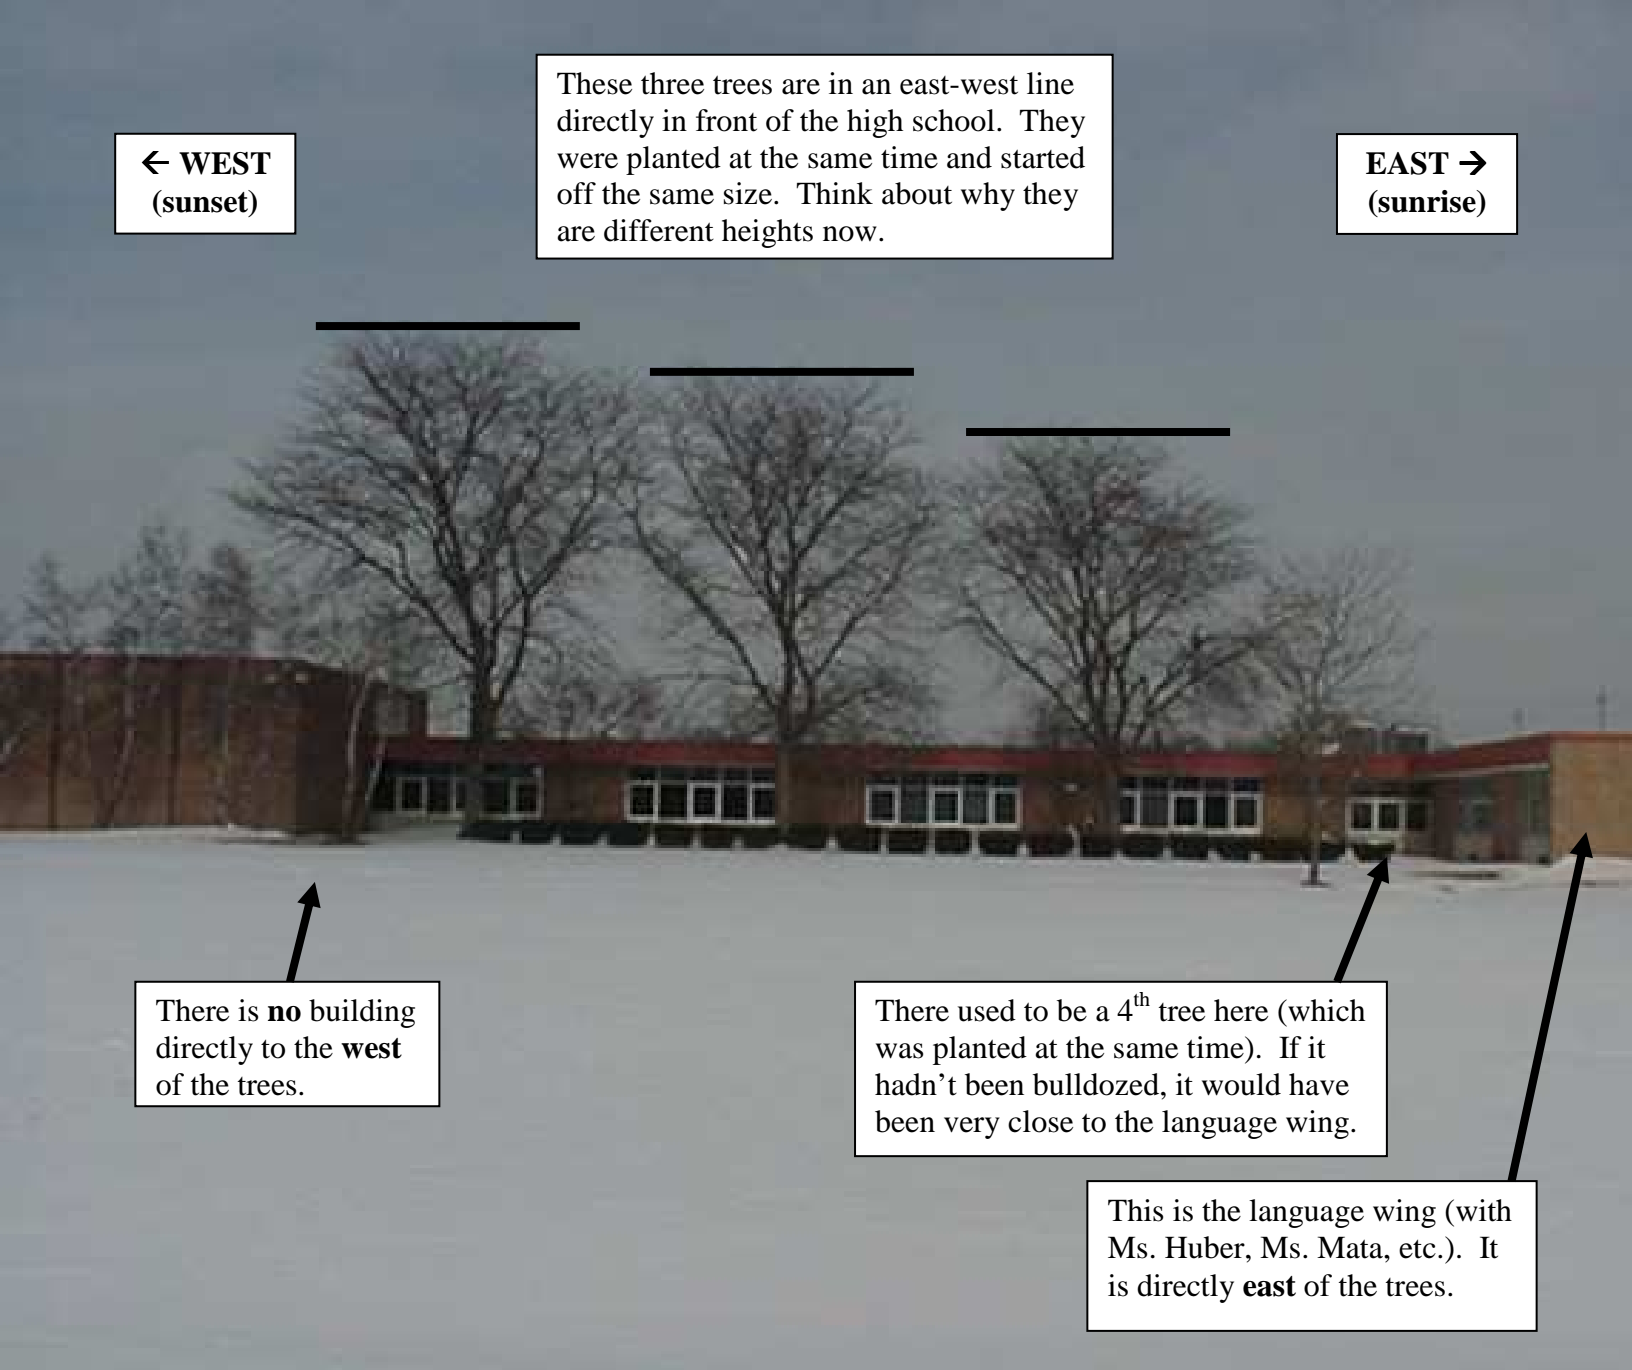 These three trees are in an east-west line
directly in front of the high school.  They
were planted at the same time and started
off the same size.  Think about why they
are different heights now.
← WEST
(sunset)
EAST →
(sunrise)
There is no building
directly to the west
of the trees.
There used to be a 4th tree here (which
was planted at the same time).  If it
hadn’t been bulldozed, it would have
been very close to the language wing.
This is the language wing (with
Ms. Huber, Ms. Mata, etc.).  It
is directly east of the trees.